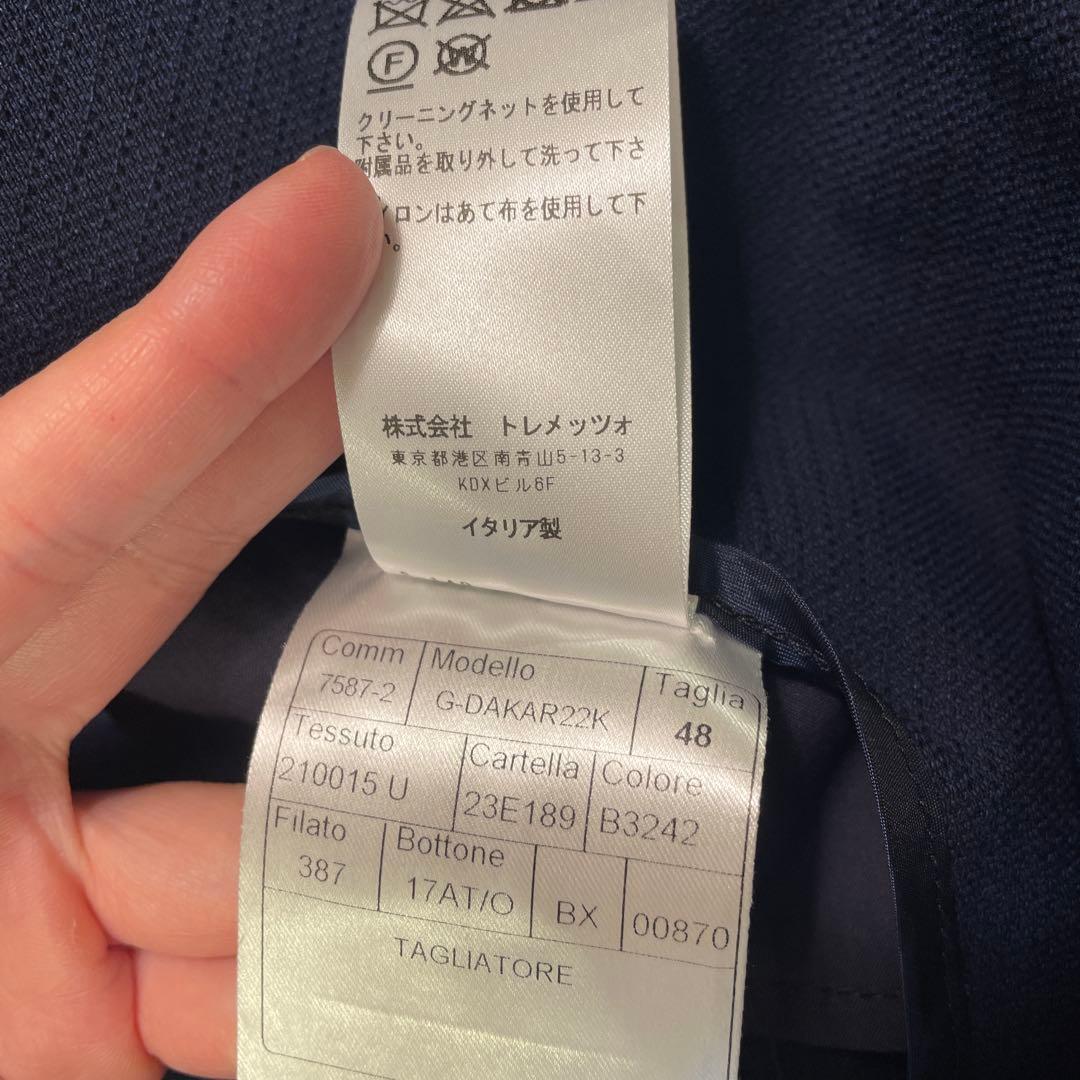 F W
クリーニングネットを使用して
下さい。
附属品を取り外して洗って下さ
イロンはあて布を使用して下
い。
株式会社 トレメッツォ
東京都港区南青山5-13-3
KDXビル6F
イタリア製
Comm Modello Taglia
7587-2 G-DAKAR22K 48
Tessuto Cartella Colore
210015 U 23E189 B3242
Filato Bottone
387 17AT/O BX 00870
TAGLIATORE